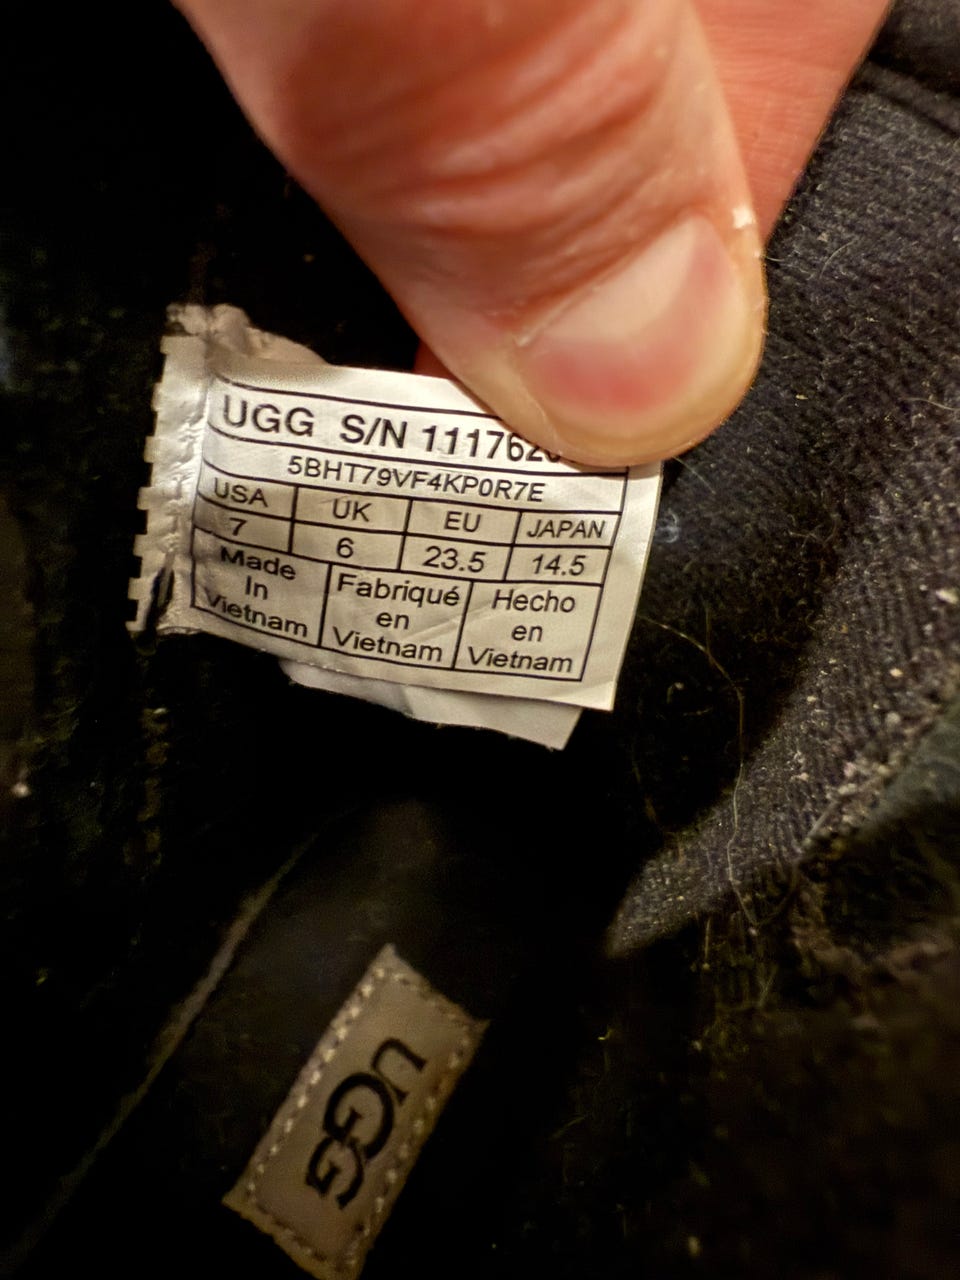 UGG S/N 11176
5BHT79VF4KP0R7E
USA UK EU JAPAN
7 6 23.5 14.5
Made
In
Vietnam
Fabriqué
en
Vietnam
Hecho
en
Vietnam
UGG